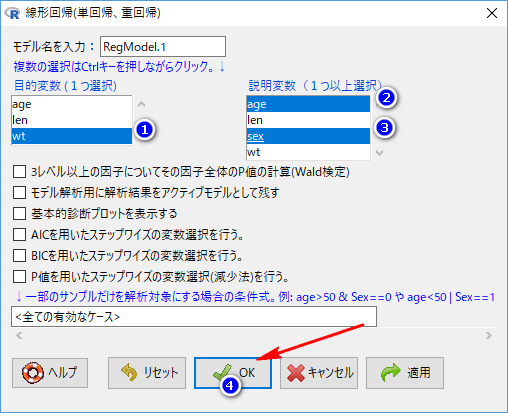 線形回帰(単回帰、重回帰)
モデル名を入力： RegModel.1
複数の選択はCtrlキーを押しながらクリック。↓
目的変数 (１つ選択)
age
len
wt
1
説明変数 （１つ以上選択）
age
len
sex
wt
2
3
3レベル以上の因子についてその因子全体のP値の計算(Wald検定)
モデル解析用に解析結果をアクティブモデルとして残す
基本的診断プロットを表示する
AICを用いたステップワイズの変数選択を行う。
BICを用いたステップワイズの変数選択を行う。
P値を用いたステップワイズの変数選択(減少法)を行う。
↓一部のサンプルだけを解析対象にする場合の条件式。例: age>50 & Sex==0 や age<50 | Sex==1
<全ての有効なケース>
ヘルプ リセット OK キャンセル 適用
4